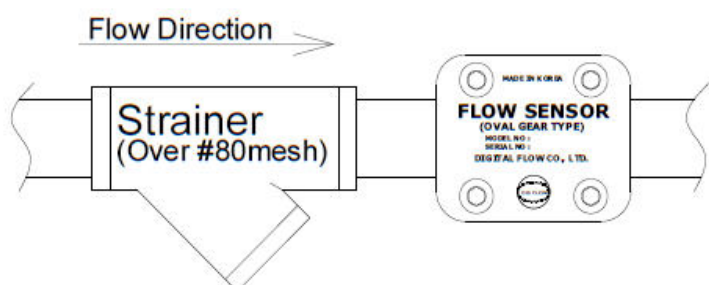 Flow Direction
Strainer
(Over #80mesh)
MADE IN KOREA
FLOW SENSOR
(OVAL GEAR TYPE)
MODEL NO :
SERIAL NO :
DIGITAL FLOW CO., LTD.